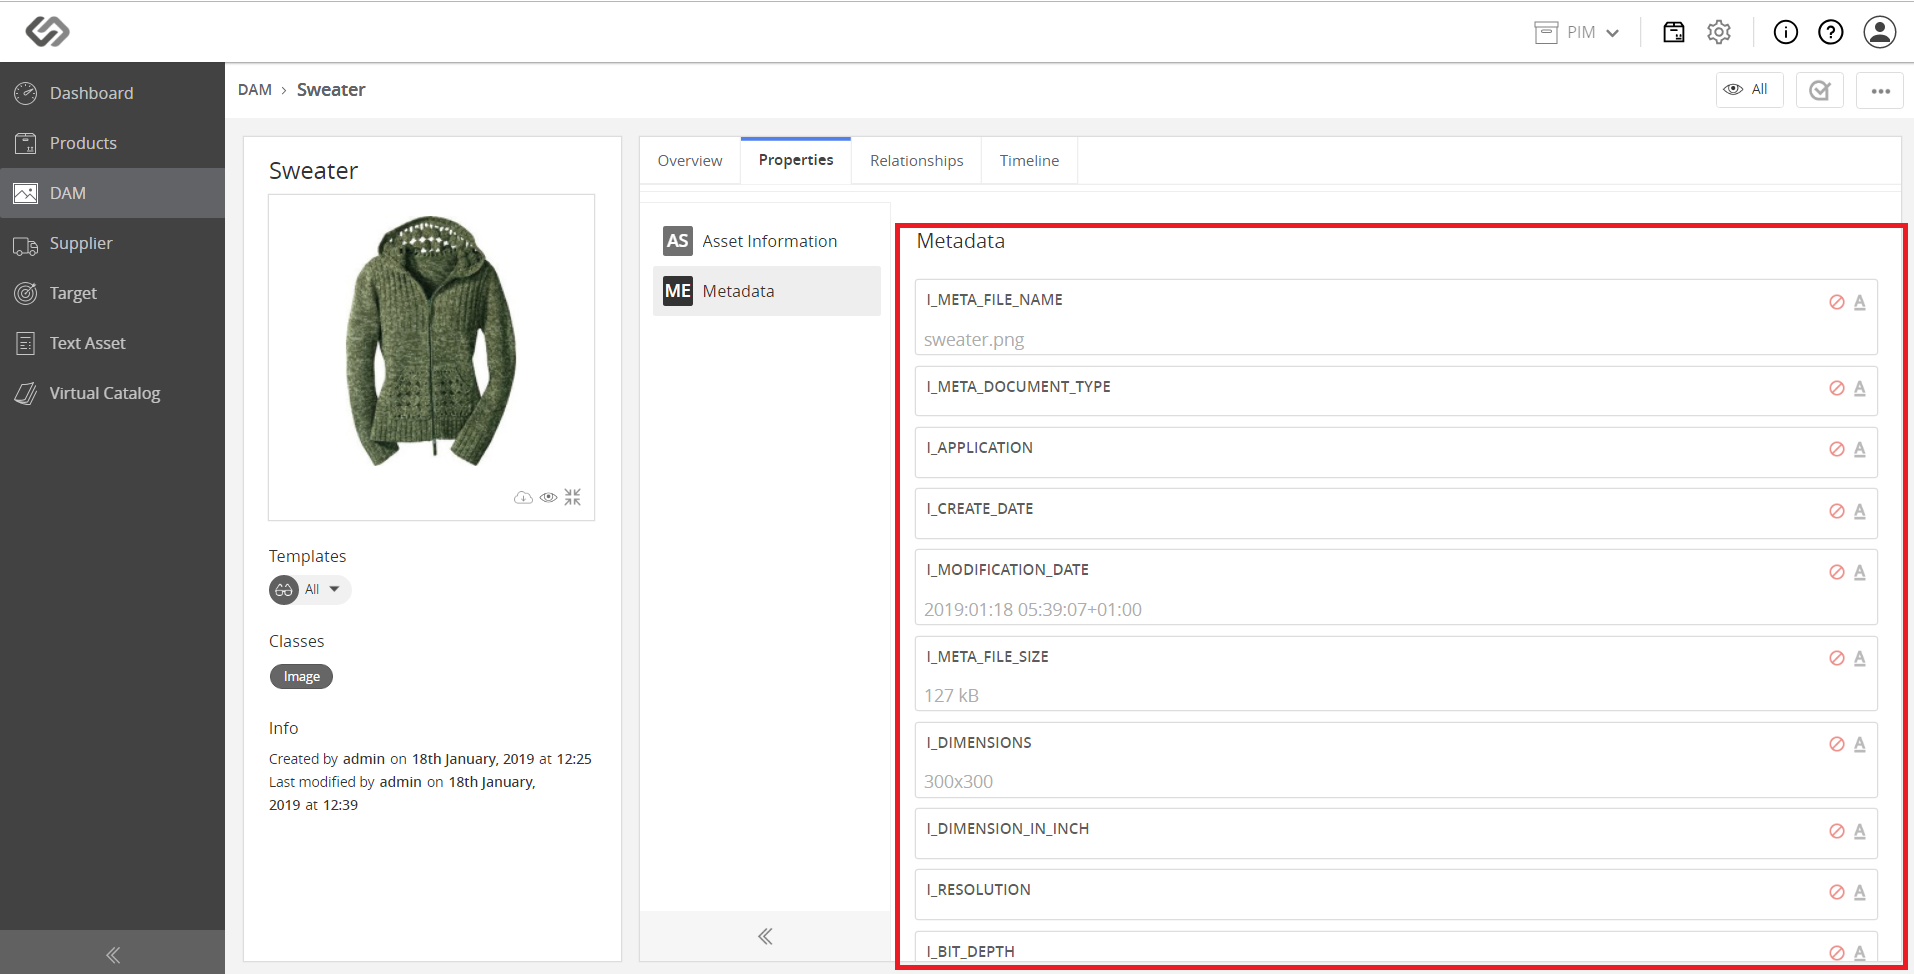 PIM
Dashboard
Products
DAM
Supplier
Target
Text Asset
Virtual Catalog
DAM › Sweater
All
Sweater
Templates
All
Classes
Image
Info
Created by admin on 18th January, 2019 at 12:25
Last modified by admin on 18th January,
2019 at 12:39
Overview Properties Relationships Timeline
AS Asset Information
ME Metadata
Metadata
I_META_FILE_NAME
sweater.png
I_META_DOCUMENT_TYPE
I_APPLICATION
I_CREATE_DATE
I_MODIFICATION_DATE
2019:01:18 05:39:07+01:00
I_META_FILE_SIZE
127 kB
I_DIMENSIONS
300x300
I_DIMENSION_IN_INCH
I_RESOLUTION
I_BIT_DEPTH